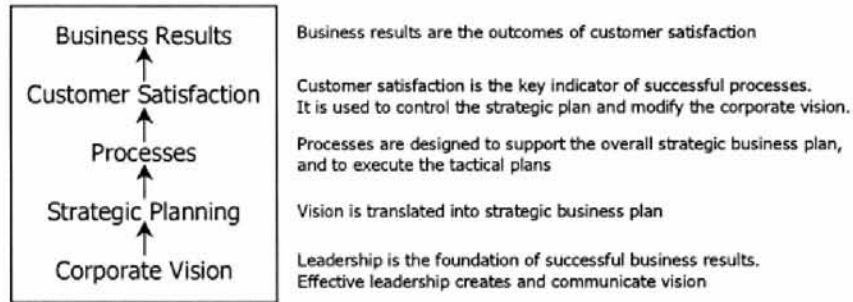 Business Results
Business results are the outcomes of customer satisfaction
Customer Satisfaction
Customer satisfaction is the key indicator of successful processes.
It is used to control the strategic plan and modify the corporate vision.
Processes
Processes are designed to support the overall strategic business plan,
and to execute the tactical plans
Strategic Planning
Vision is translated into strategic business plan
Corporate Vision
Leadership is the foundation of successful business results.
Effective leadership creates and communicate vision